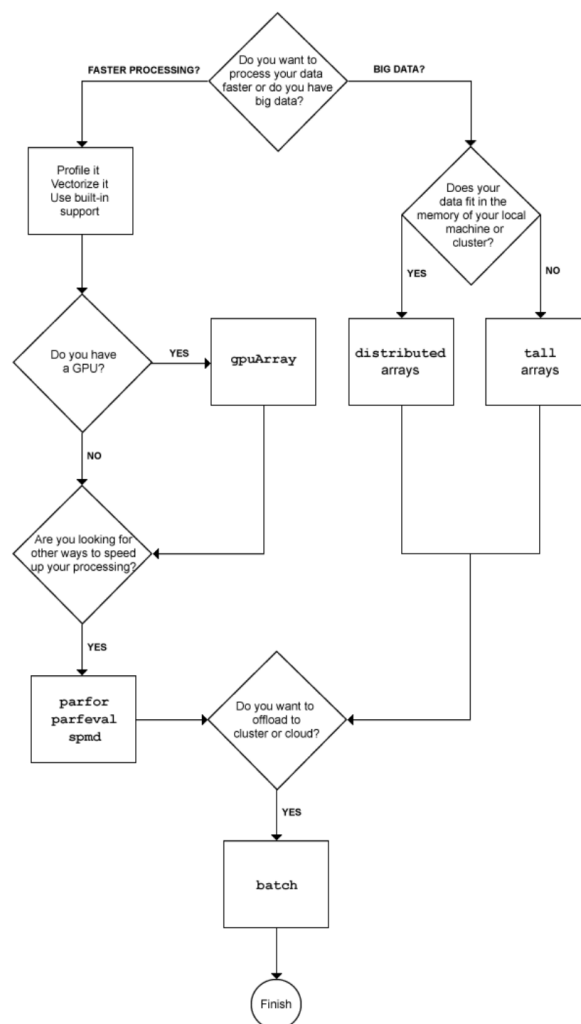 Do you want to
process your data
faster or do you have
big data?
FASTER PROCESSING?
BIG DATA?
Profile it
Vectorize it
Use built-in
support
Does your
data fit in the
memory of your local
machine or
cluster?
YES
NO
Do you have
a GPU?
YES
gpuArray
distributed
arrays
tall
arrays
NO
Are you looking for
other ways to speed
up your processing?
YES
parfor
parfeval
spmd
Do you want to
offload to
cluster or cloud?
YES
batch
Finish